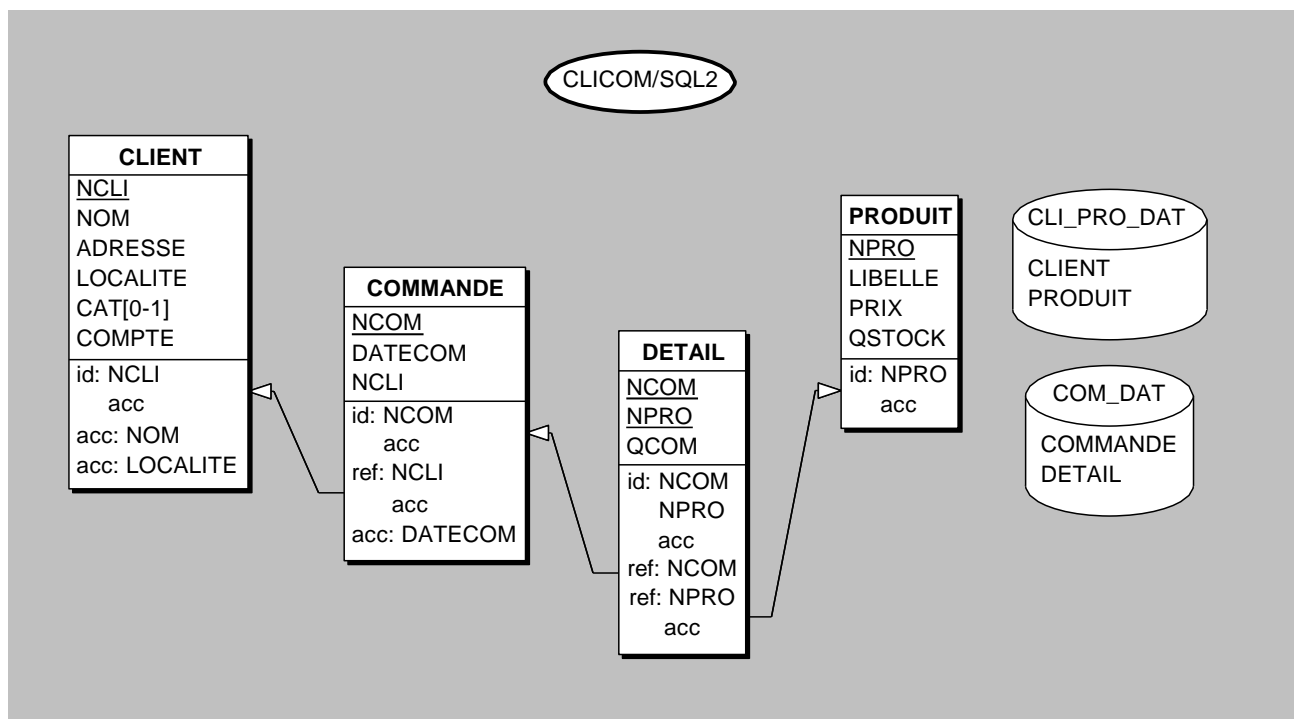 CLICOM/SQL2
CLIENT
NCLI
NOM
ADRESSE
LOCALITE
CAT[0-1]
COMPTE
id: NCLI
acc
acc: NOM
acc: LOCALITE
COMMANDE
NCOM
DATECOM
NCLI
id: NCOM
acc
ref: NCLI
acc
acc: DATECOM
DETAIL
NCOM
NPRO
QCOM
id: NCOM
NPRO
acc
ref: NCOM
ref: NPRO
acc
PRODUIT
NPRO
LIBELLE
PRIX
QSTOCK
id: NPRO
acc
CLI_PRO_DAT
CLIENT
PRODUIT
COM_DAT
COMMANDE
DETAIL